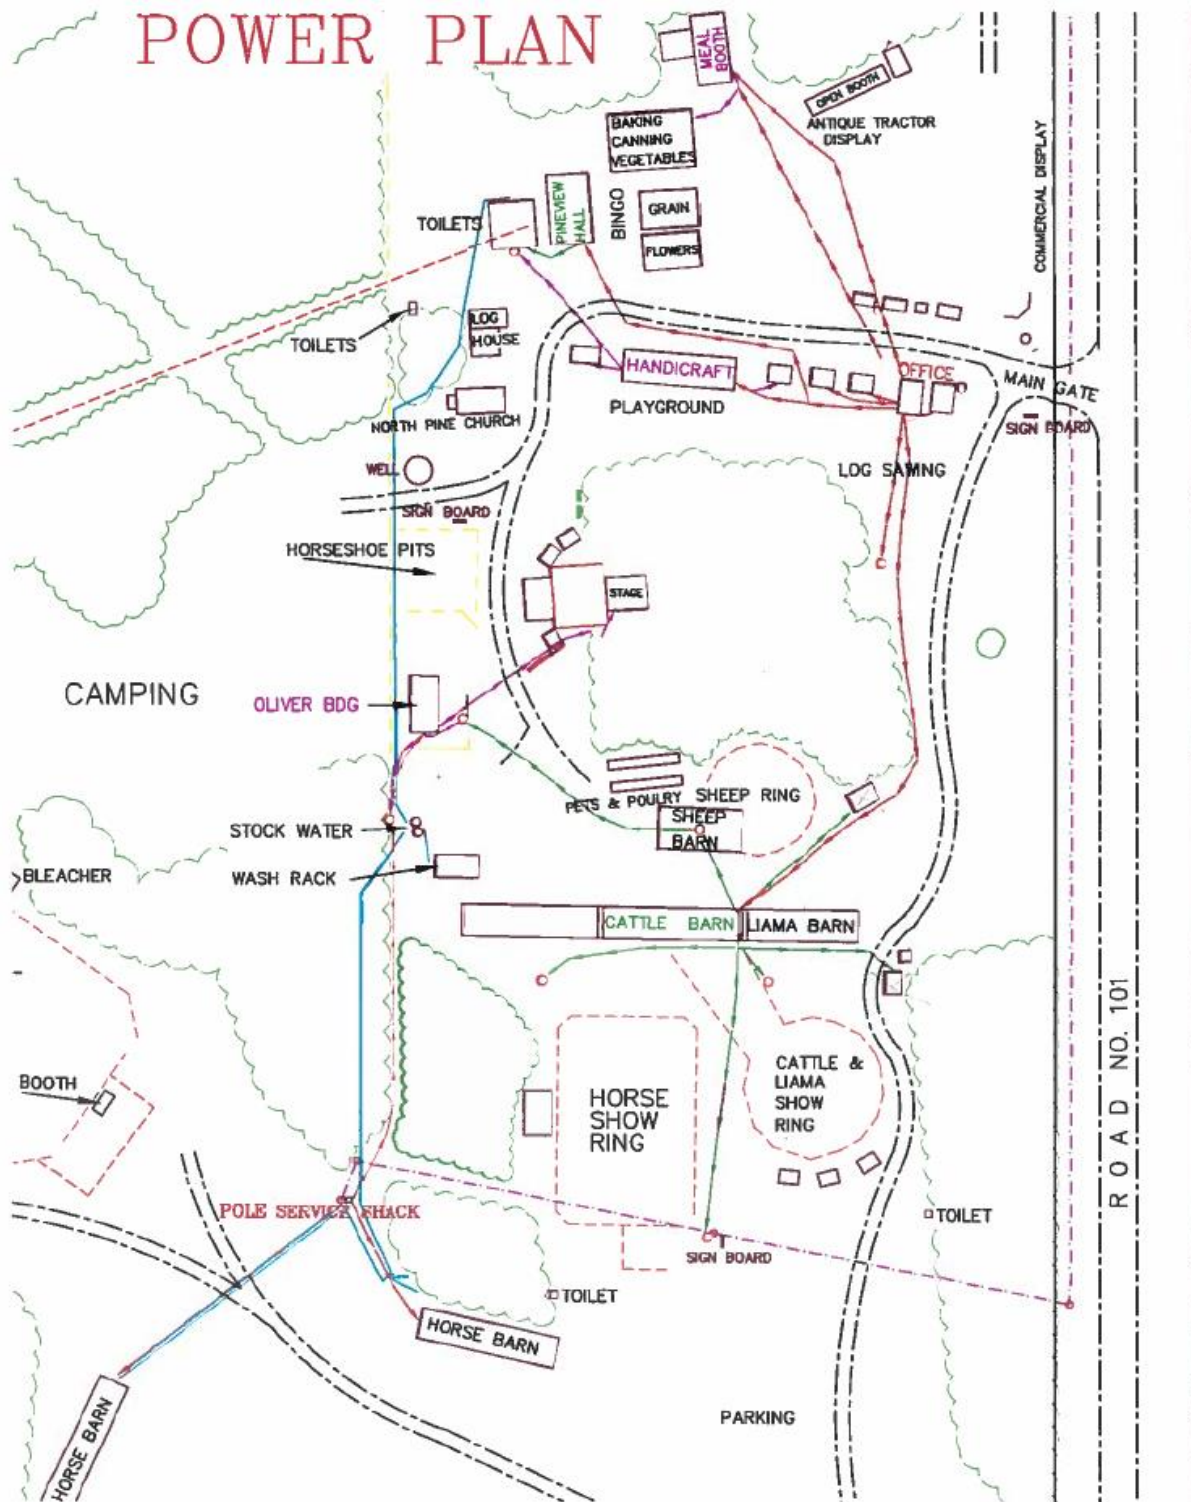 POWER PLAN
MEAL
BOOTH
OPEN BOOTH
ANTIQUE TRACTOR
DISPLAY
BAKING
CANNING
VEGETABLES
COMMERCIAL DISPLAY
PINEVIEW
HALL
BINGO
GRAIN
FLOWERS
TOILETS
TOILETS
LOG
HOUSE
HANDICRAFT
OFFICE
MAIN GATE
PLAYGROUND
NORTH PINE CHURCH
SIGN BOARD
WELL
LOG SAWING
SIGN BOARD
HORSESHOE PITS
STAGE
CAMPING
OLIVER BDG
PETS & POULRY
SHEEP RING
SHEEP
BARN
STOCK WATER
WASH RACK
BLEACHER
CATTLE BARN
LIAMA BARN
ROAD NO. 101
BOOTH
HORSE
SHOW
RING
CATTLE &
LIAMA
SHOW
RING
POLE SERVICE SHACK
TOILET
SIGN BOARD
TOILET
HORSE BARN
PARKING
HORSE BARN